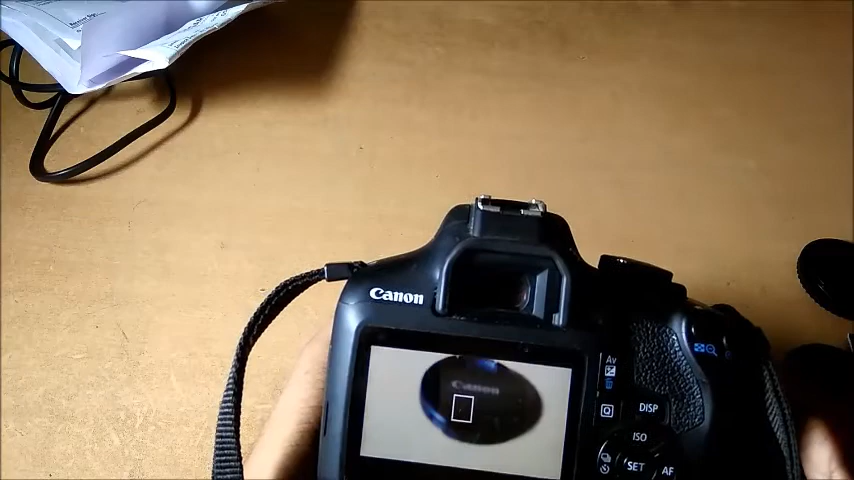 Canon
Canon
Av
Q
DISP
ISO
SET
AF